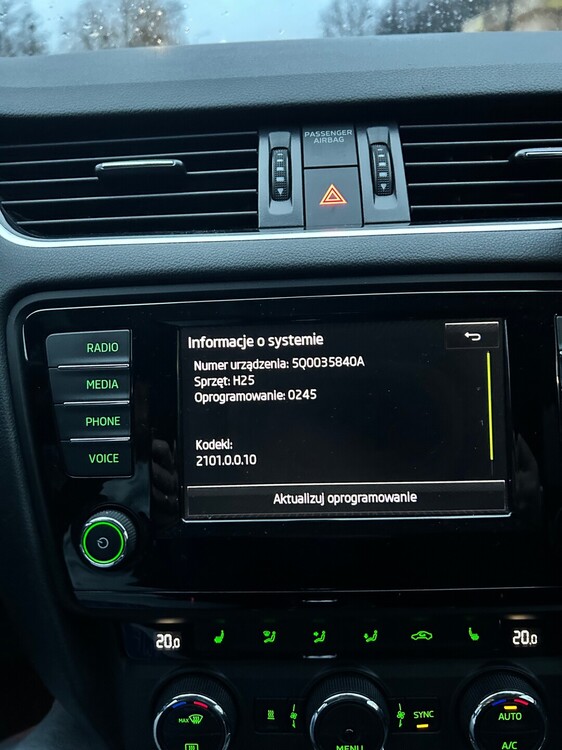 PASSENGER
AIRBAG
RADIO
MEDIA
PHONE
VOICE
Informacje o systemie
Numer urządzenia: 5Q0035840A
Sprzęt: H25
Oprogramowanie: 0245
Kodeki:
2101.0.0.10
Aktualizuj oprogramowanie
20.0
20.0
MAX
MENU
SYNC
AUTO
A/C